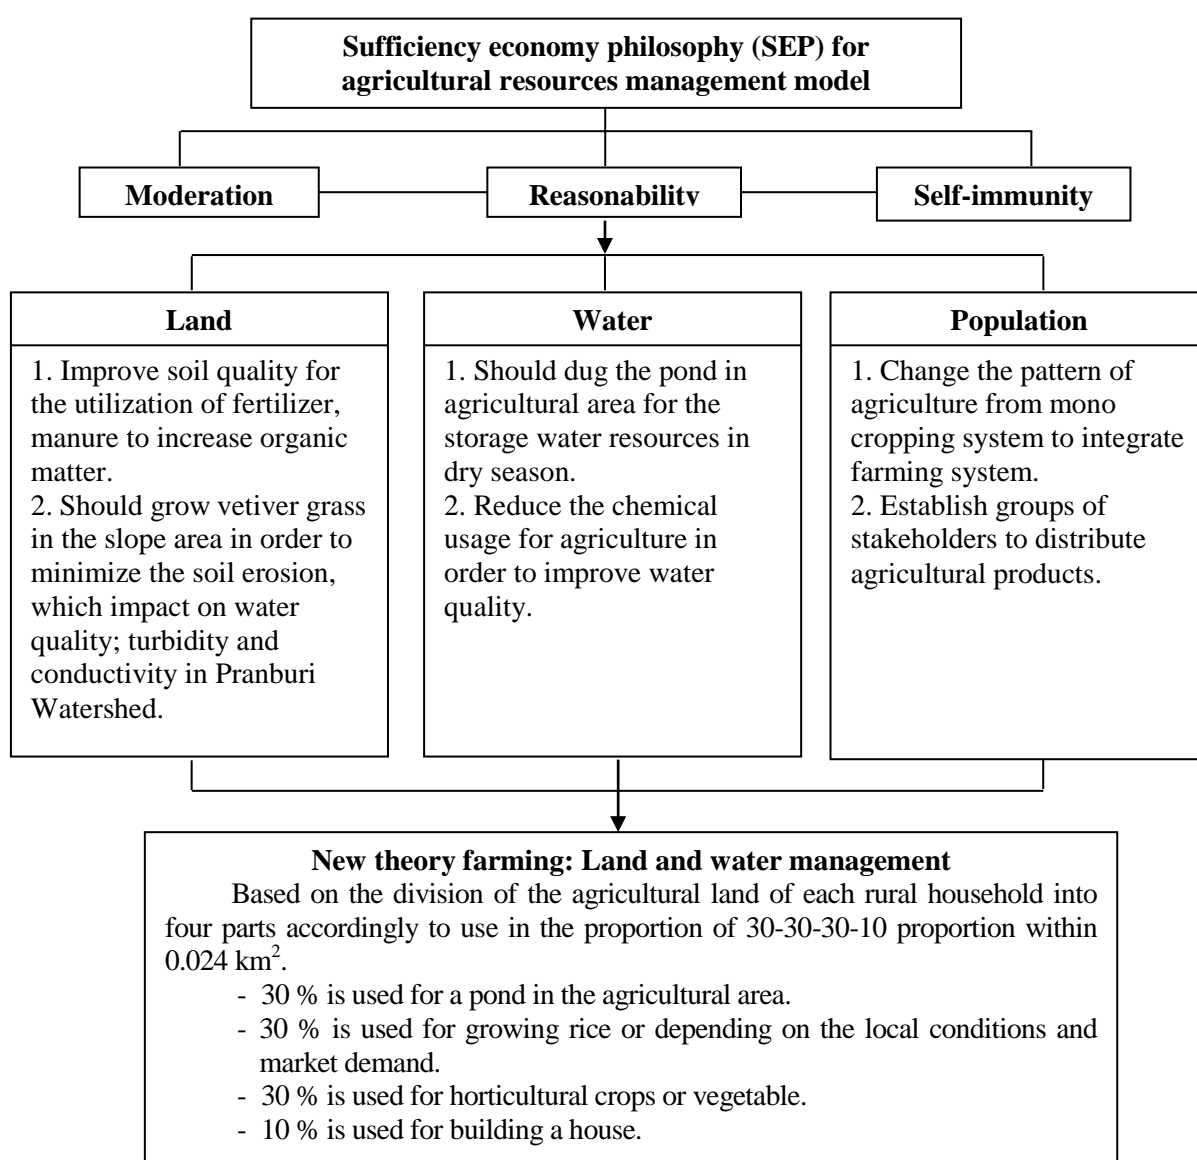 Sufficiency economy philosophy (SEP) for
agricultural resources management model
Moderation
Reasonability
Self-immunity
Land
1. Improve soil quality for
the utilization of fertilizer,
manure to increase organic
matter.
2. Should grow vetiver grass
in the slope area in order to
minimize the soil erosion,
which impact on water
quality; turbidity and
conductivity in Pranburi
Watershed.
Water
1. Should dug the pond in
agricultural area for the
storage water resources in
dry season.
2. Reduce the chemical
usage for agriculture in
order to improve water
quality.
Population
1. Change the pattern of
agriculture from mono
cropping system to integrate
farming system.
2. Establish groups of
stakeholders to distribute
agricultural products.
New theory farming: Land and water management
Based on the division of the agricultural land of each rural household into
four parts accordingly to use in the proportion of 30-30-30-10 proportion within
0.024 km².
- 30 % is used for a pond in the agricultural area.
- 30 % is used for growing rice or depending on the local conditions and
market demand.
- 30 % is used for horticultural crops or vegetable.
- 10 % is used for building a house.